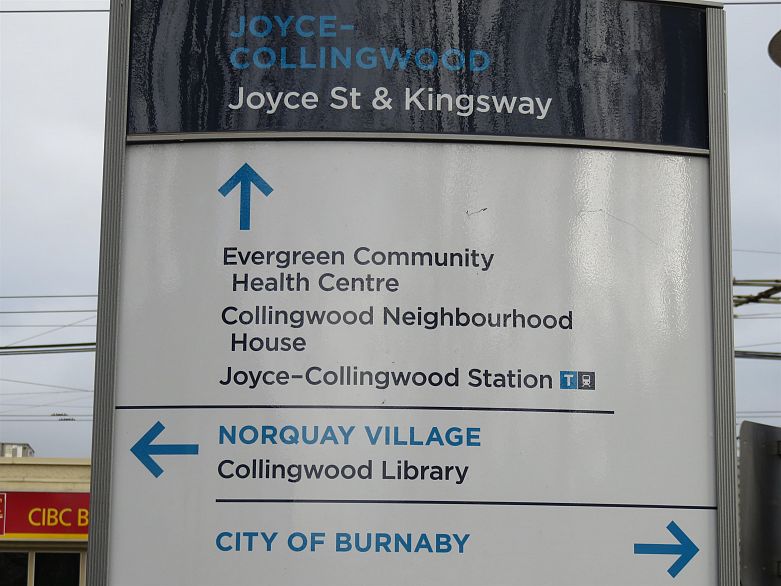 JOYCE–
COLLINGWOOD
Joyce St & Kingsway
Evergreen Community
Health Centre
Collingwood Neighbourhood
House
Joyce–Collingwood Station T
NORQUAY VILLAGE
Collingwood Library
CITY OF BURNABY
CIBC B